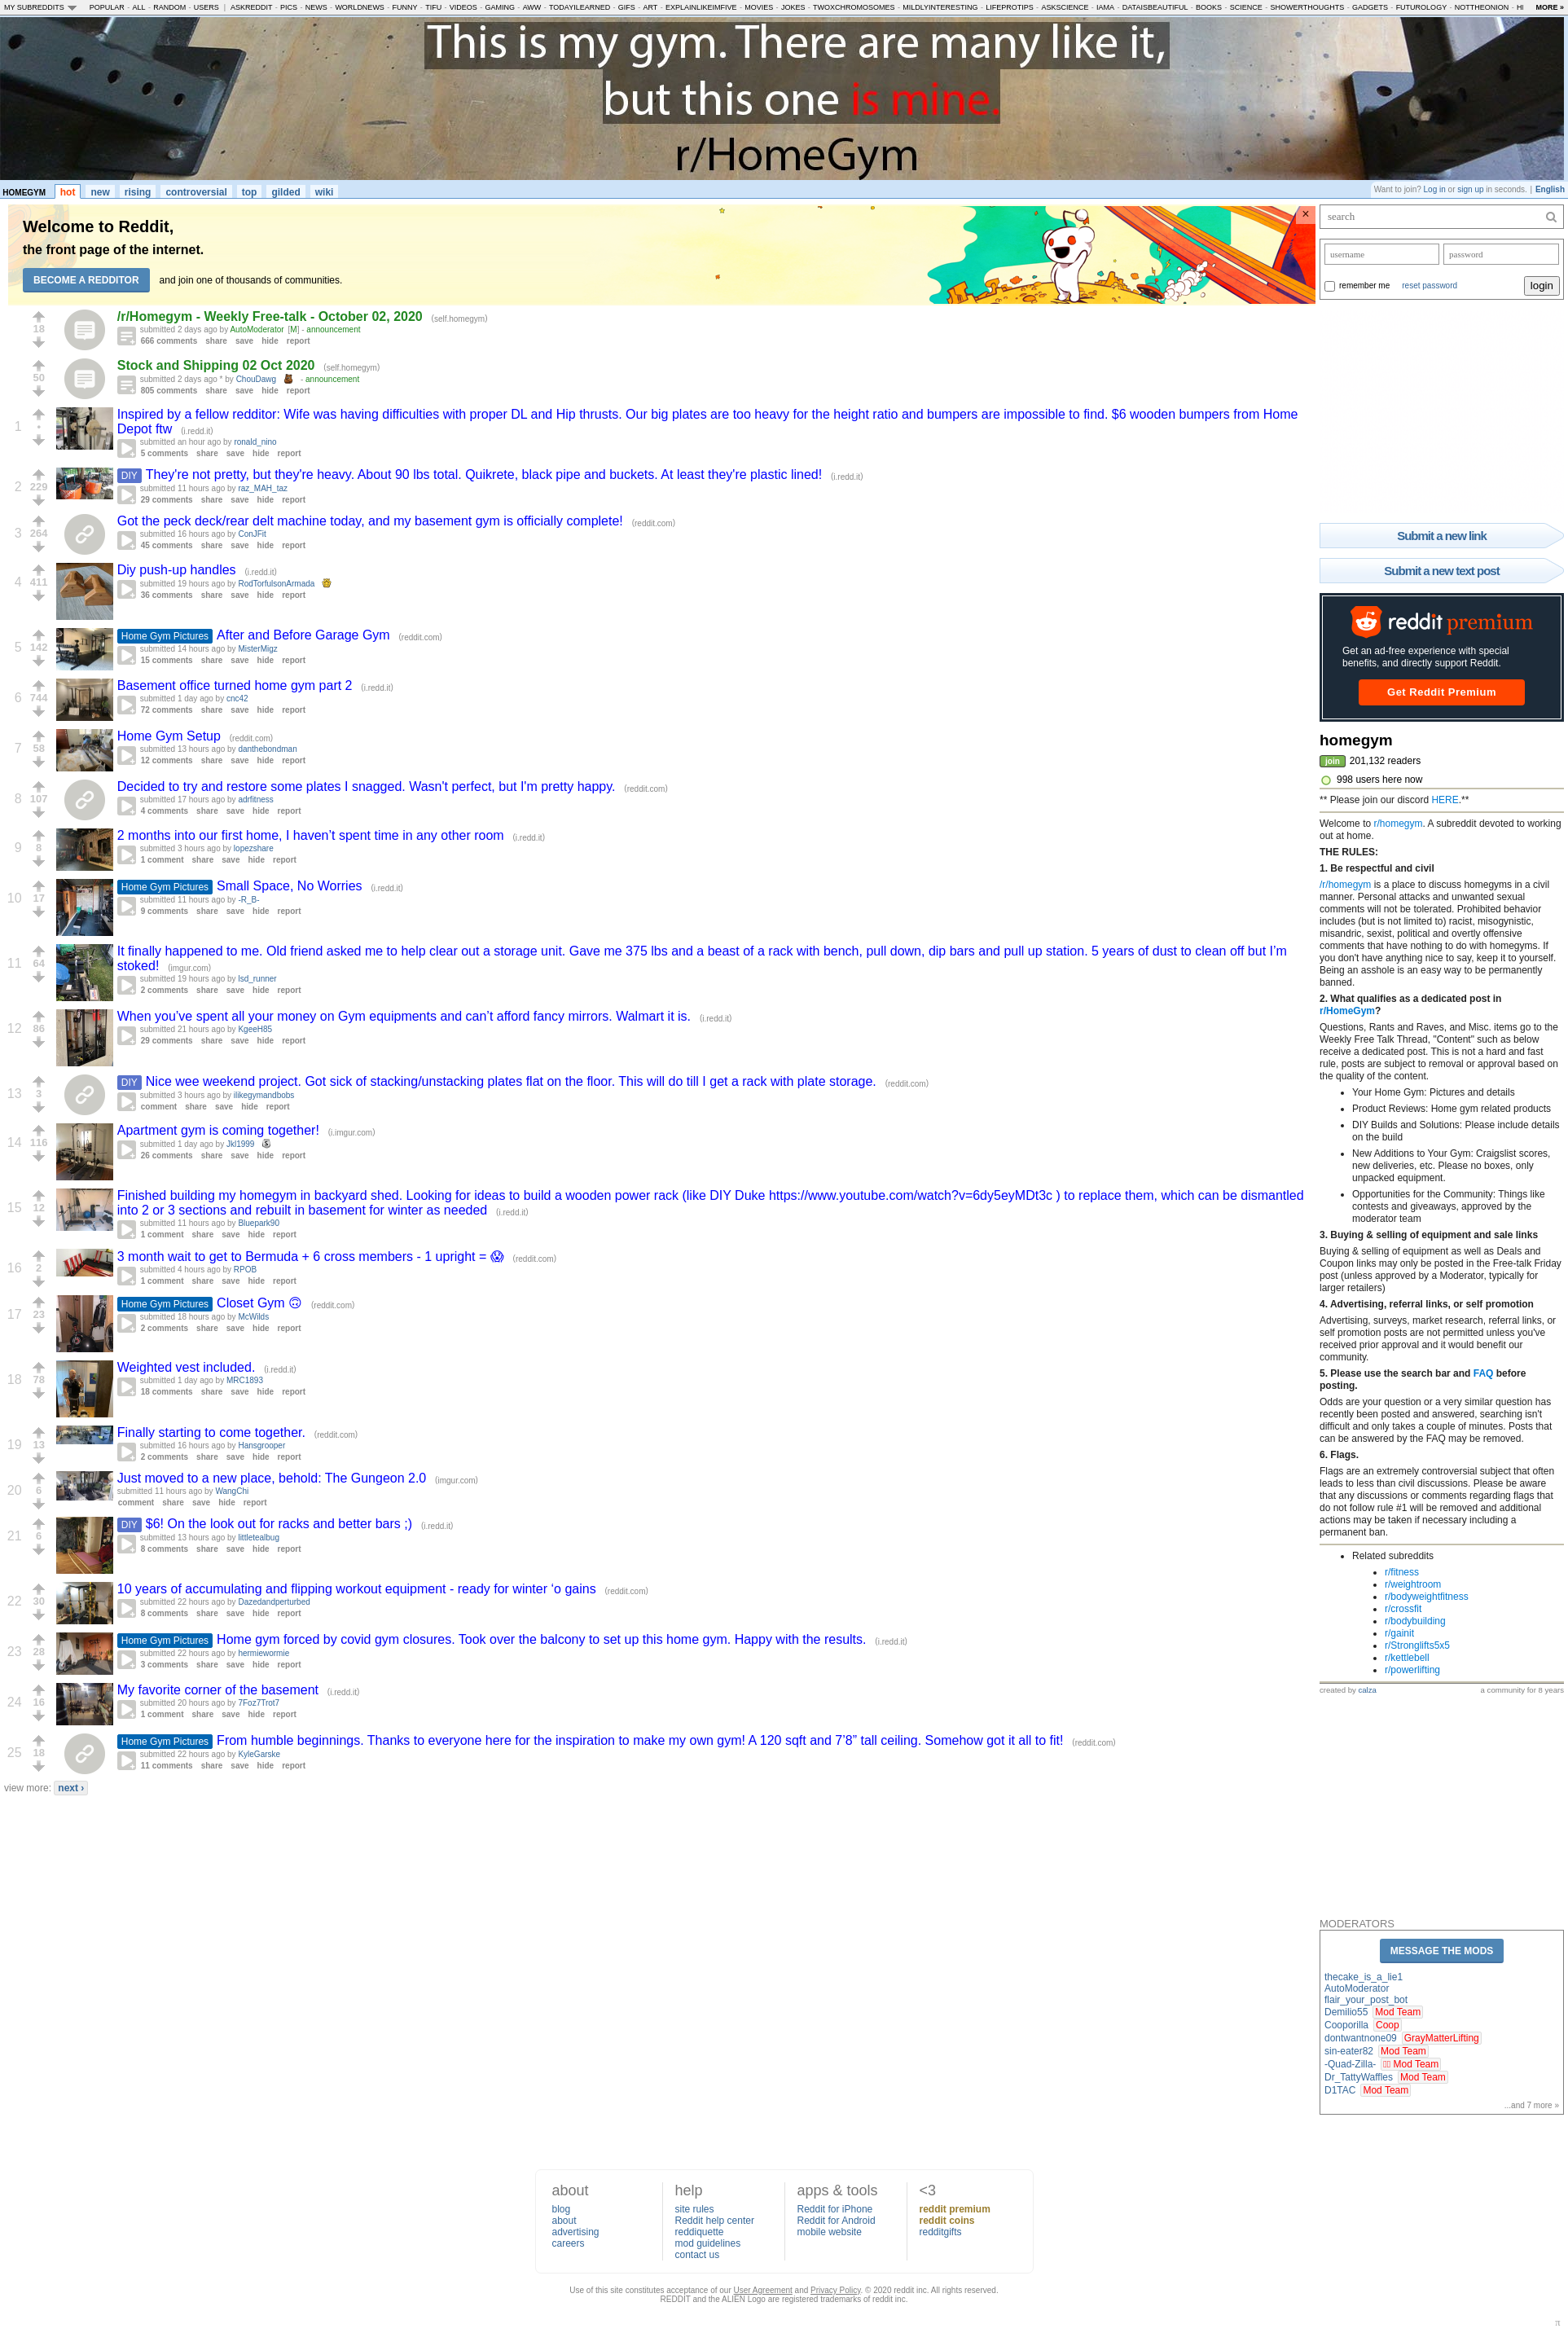 MY SUBREDDITS POPULAR - ALL - RANDOM - USERS | ASKREDDIT - PICS - NEWS - WORLDNEWS - FUNNY - TIFU - VIDEOS - GAMING - AWW - TODAYILEARNED - GIFS - ART - EXPLAINLIKEIMFIVE - MOVIES - JOKES - TWOXCHROMOSOMES - MILDLYINTERESTING - LIFEPROTIPS - ASKSCIENCE - IAMA - DATAISBEAUTIFUL - BOOKS - SCIENCE - SHOWERTHOUGHTS - GADGETS - FUTUROLOGY - NOTTHEONION - HI MORE »
This is my gym. There are many like it,
but this one is mine.
r/HomeGym
HOMEGYM hot new rising controversial top gilded wiki
Want to join? Log in or sign up in seconds. | English
Welcome to Reddit,
the front page of the internet.
BECOME A REDDITOR and join one of thousands of communities.
×
18
/r/Homegym - Weekly Free-talk - October 02, 2020 (self.homegym)
submitted 2 days ago by AutoModerator [M] - announcement
666 comments share save hide report
50
Stock and Shipping 02 Oct 2020 (self.homegym)
submitted 2 days ago * by ChouDawg - announcement
805 comments share save hide report
1 •
Inspired by a fellow redditor: Wife was having difficulties with proper DL and Hip thrusts. Our big plates are too heavy for the height ratio and bumpers are impossible to find. $6 wooden bumpers from Home
Depot ftw (i.redd.it)
submitted an hour ago by ronald_nino
5 comments share save hide report
2 229
DIY They're not pretty, but they're heavy. About 90 lbs total. Quikrete, black pipe and buckets. At least they're plastic lined! (i.redd.it)
submitted 11 hours ago by raz_MAH_taz
29 comments share save hide report
3 264
Got the peck deck/rear delt machine today, and my basement gym is officially complete! (reddit.com)
submitted 16 hours ago by ConJFit
45 comments share save hide report
4 411
Diy push-up handles (i.redd.it)
submitted 19 hours ago by RodTorfulsonArmada
36 comments share save hide report
5 142
Home Gym Pictures After and Before Garage Gym (reddit.com)
submitted 14 hours ago by MisterMigz
15 comments share save hide report
6 744
Basement office turned home gym part 2 (i.redd.it)
submitted 1 day ago by cnc42
72 comments share save hide report
7 58
Home Gym Setup (reddit.com)
submitted 13 hours ago by danthebondman
12 comments share save hide report
8 107
Decided to try and restore some plates I snagged. Wasn't perfect, but I'm pretty happy. (reddit.com)
submitted 17 hours ago by adrfitness
4 comments share save hide report
9 8
2 months into our first home, I haven’t spent time in any other room (i.redd.it)
submitted 3 hours ago by lopezshare
1 comment share save hide report
10 17
Home Gym Pictures Small Space, No Worries (i.redd.it)
submitted 11 hours ago by -R_B-
9 comments share save hide report
11 64
It finally happened to me. Old friend asked me to help clear out a storage unit. Gave me 375 lbs and a beast of a rack with bench, pull down, dip bars and pull up station. 5 years of dust to clean off but I’m
stoked! (imgur.com)
submitted 19 hours ago by lsd_runner
2 comments share save hide report
12 86
When you’ve spent all your money on Gym equipments and can’t afford fancy mirrors. Walmart it is. (i.redd.it)
submitted 21 hours ago by KgeeH85
29 comments share save hide report
13 3
DIY Nice wee weekend project. Got sick of stacking/unstacking plates flat on the floor. This will do till I get a rack with plate storage. (reddit.com)
submitted 3 hours ago by ilikegymandbobs
comment share save hide report
14 116
Apartment gym is coming together! (i.imgur.com)
submitted 1 day ago by Jkl1999
26 comments share save hide report
15 12
Finished building my homegym in backyard shed. Looking for ideas to build a wooden power rack (like DIY Duke https://www.youtube.com/watch?v=6dy5eyMDt3c ) to replace them, which can be dismantled
into 2 or 3 sections and rebuilt in basement for winter as needed (i.redd.it)
submitted 11 hours ago by Bluepark90
1 comment share save hide report
16 2
3 month wait to get to Bermuda + 6 cross members - 1 upright = 😱 (reddit.com)
submitted 4 hours ago by RPOB
1 comment share save hide report
17 23
Home Gym Pictures Closet Gym 🙃 (reddit.com)
submitted 18 hours ago by McWilds
2 comments share save hide report
18 78
Weighted vest included. (i.redd.it)
submitted 1 day ago by MRC1893
18 comments share save hide report
19 13
Finally starting to come together. (reddit.com)
submitted 16 hours ago by Hansgrooper
2 comments share save hide report
20 6
Just moved to a new place, behold: The Gungeon 2.0 (imgur.com)
submitted 11 hours ago by WangChi
comment share save hide report
21 6
DIY $6! On the look out for racks and better bars ;) (i.redd.it)
submitted 13 hours ago by littletealbug
8 comments share save hide report
22 30
10 years of accumulating and flipping workout equipment - ready for winter ‘o gains (reddit.com)
submitted 22 hours ago by Dazedandperturbed
8 comments share save hide report
23 28
Home Gym Pictures Home gym forced by covid gym closures. Took over the balcony to set up this home gym. Happy with the results. (i.redd.it)
submitted 22 hours ago by hermiewormie
3 comments share save hide report
24 16
My favorite corner of the basement (i.redd.it)
submitted 20 hours ago by 7Foz7Trot7
1 comment share save hide report
25 18
Home Gym Pictures From humble beginnings. Thanks to everyone here for the inspiration to make my own gym! A 120 sqft and 7’8” tall ceiling. Somehow got it all to fit! (reddit.com)
submitted 22 hours ago by KyleGarske
11 comments share save hide report
view more: next ›
search
username password
remember me reset password login
Submit a new link
Submit a new text post
reddit premium
Get an ad-free experience with special
benefits, and directly support Reddit.
Get Reddit Premium
homegym
join 201,132 readers
998 users here now
** Please join our discord HERE.**
Welcome to r/homegym. A subreddit devoted to working
out at home.
THE RULES:
1. Be respectful and civil
/r/homegym is a place to discuss homegyms in a civil
manner. Personal attacks and unwanted sexual
comments will not be tolerated. Prohibited behavior
includes (but is not limited to) racist, misogynistic,
misandric, sexist, political and overtly offensive
comments that have nothing to do with homegyms. If
you don't have anything nice to say, keep it to yourself.
Being an asshole is an easy way to be permanently
banned.
2. What qualifies as a dedicated post in
r/HomeGym?
Questions, Rants and Raves, and Misc. items go to the
Weekly Free Talk Thread, "Content" such as below
receive a dedicated post. This is not a hard and fast
rule, posts are subject to removal or approval based on
the quality of the content.
• Your Home Gym: Pictures and details
• Product Reviews: Home gym related products
• DIY Builds and Solutions: Please include details
on the build
• New Additions to Your Gym: Craigslist scores,
new deliveries, etc. Please no boxes, only
unpacked equipment.
• Opportunities for the Community: Things like
contests and giveaways, approved by the
moderator team
3. Buying & selling of equipment and sale links
Buying & selling of equipment as well as Deals and
Coupon links may only be posted in the Free-talk Friday
post (unless approved by a Moderator, typically for
larger retailers)
4. Advertising, referral links, or self promotion
Advertising, surveys, market research, referral links, or
self promotion posts are not permitted unless you've
received prior approval and it would benefit our
community.
5. Please use the search bar and FAQ before
posting.
Odds are your question or a very similar question has
recently been posted and answered, searching isn't
difficult and only takes a couple of minutes. Posts that
can be answered by the FAQ may be removed.
6. Flags.
Flags are an extremely controversial subject that often
leads to less than civil discussions. Please be aware
that any discussions or comments regarding flags that
do not follow rule #1 will be removed and additional
actions may be taken if necessary including a
permanent ban.
• Related subreddits
• r/fitness
• r/weightroom
• r/bodyweightfitness
• r/crossfit
• r/bodybuilding
• r/gainit
• r/Stronglifts5x5
• r/kettlebell
• r/powerlifting
created by calza a community for 8 years
MODERATORS
MESSAGE THE MODS
thecake_is_a_lie1
AutoModerator
flair_your_post_bot
Demilio55 Mod Team
Cooporilla Coop
dontwantnone09 GrayMatterLifting
sin-eater82 Mod Team
-Quad-Zilla- Mod Team
Dr_TattyWaffles Mod Team
D1TAC Mod Team
...and 7 more »
about
blog
about
advertising
careers
help
site rules
Reddit help center
reddiquette
mod guidelines
contact us
apps & tools
Reddit for iPhone
Reddit for Android
mobile website
<3
reddit premium
reddit coins
redditgifts
Use of this site constitutes acceptance of our User Agreement and Privacy Policy. © 2020 reddit inc. All rights reserved.
REDDIT and the ALIEN Logo are registered trademarks of reddit inc.
π